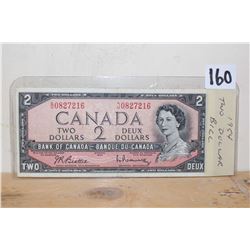 160
2 CANADA 2
0827216 0827216
CANADA
TWO DOLLARS 2 DEUX DOLLARS
BANK OF CANADA - BANQUE DU CANADA
TWO DEUX
1954
TWO DOLLAR
BILL